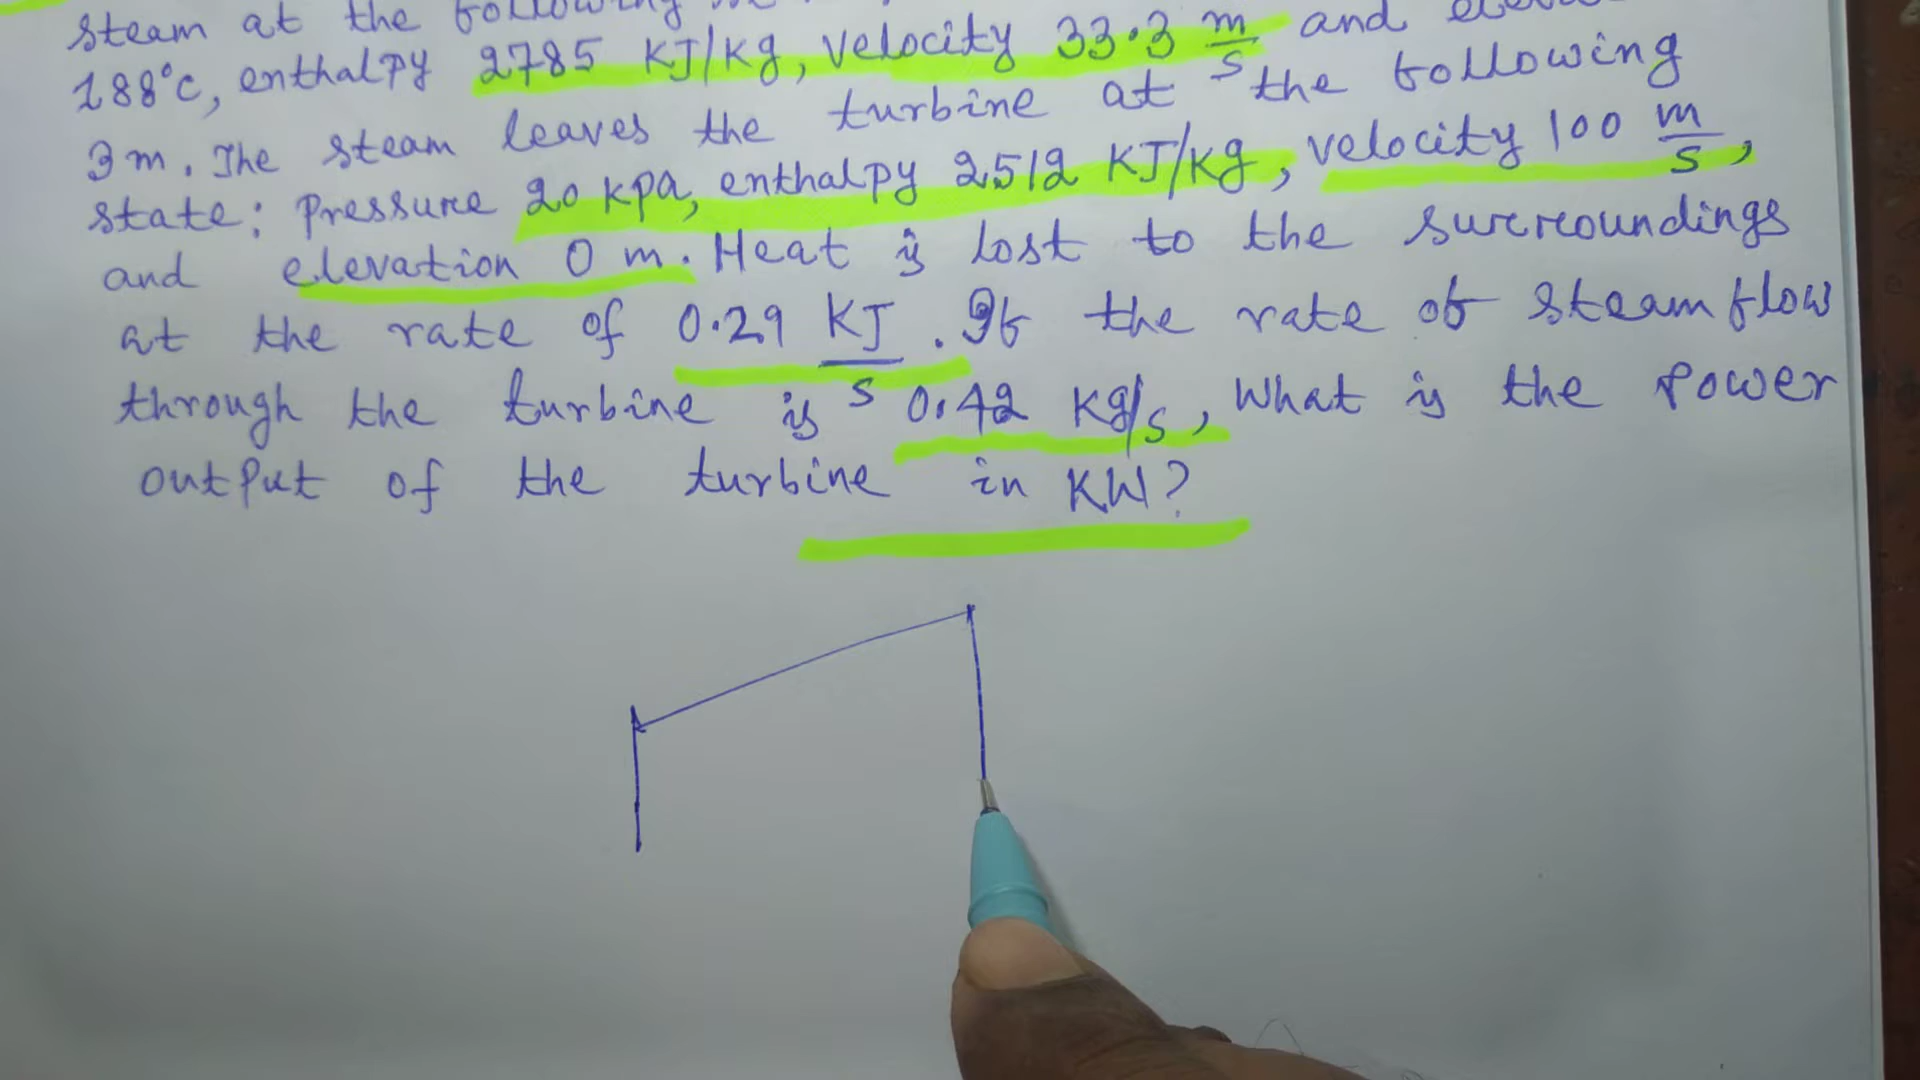 steam at the following
188°C, enthalpy 2785 KJ/Kg, velocity 33.3 m/s and
3m. The steam leaves the turbine at the following
state: Pressure 20 kpa, enthalpy 2512 KJ/Kg, velocity 100 m/s,
and elevation 0 m. Heat is lost to the surroundings
at the rate of 0.29 KJ/s. If the rate of steam flow
through the turbine is 0.42 Kg/s, What is the Power
output of the turbine in KW?